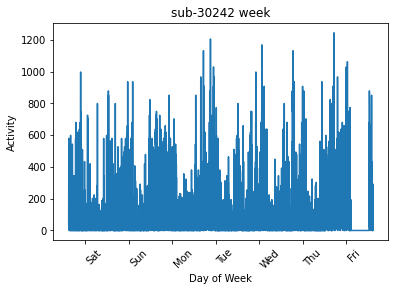 sub-30242 week
1200
1000
800
600
400
200
0
Activity
Sat
Sun
Mon
Tue
Wed
Thu
Fri
Day of Week